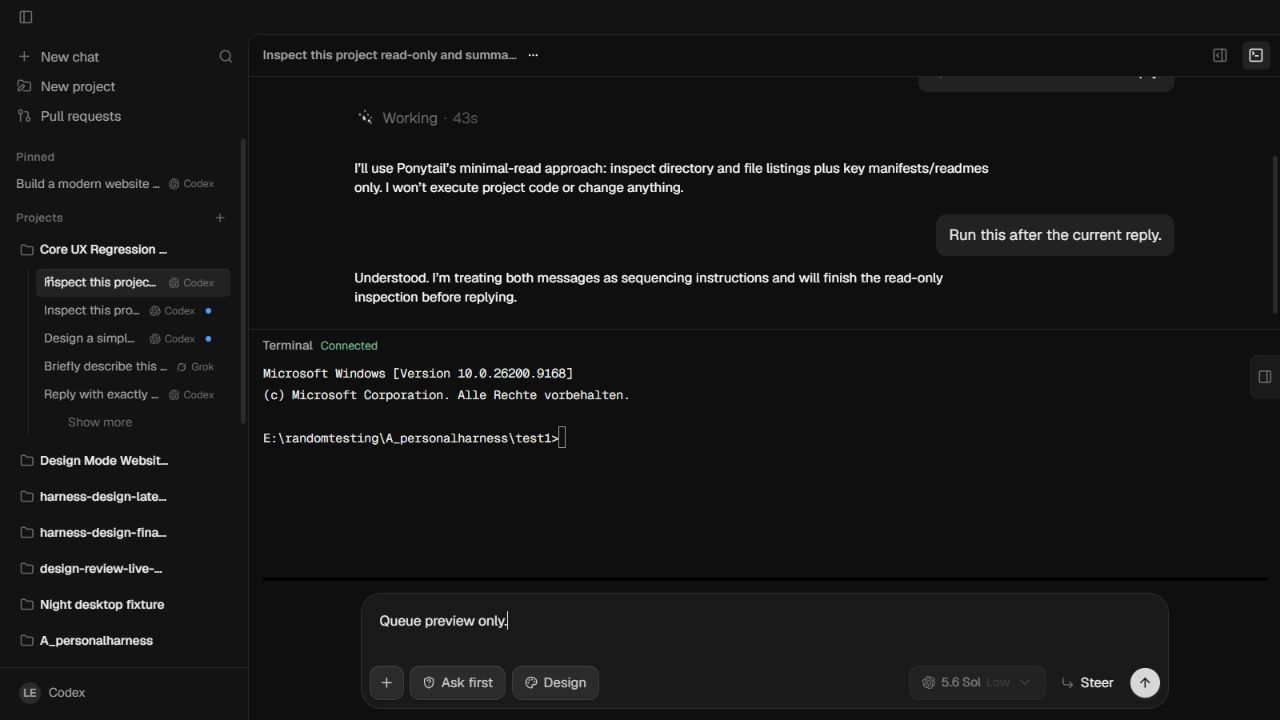 New chat
New project
Pull requests
Pinned
Build a modern website ... Codex
Projects
Core UX Regression ...
Inspect this projec... Codex
Inspect this pro... Codex
Design a simpl... Codex
Briefly describe this ... Grok
Reply with exactly ... Codex
Show more
Design Mode Websit...
harness-design-late...
harness-design-fina...
design-review-live-...
Night desktop fixture
A_personalharness
LE Codex
Inspect this project read-only and summa... ...
Working · 43s
I'll use Ponytail's minimal-read approach: inspect directory and file listings plus key manifests/readmes
only. I won't execute project code or change anything.
Run this after the current reply.
Understood. I'm treating both messages as sequencing instructions and will finish the read-only
inspection before replying.
Terminal Connected
Microsoft Windows [Version 10.0.26200.9168]
(c) Microsoft Corporation. Alle Rechte vorbehalten.
E:\randomtesting\A_personalharness\test1>
Queue preview only.
Ask first Design 5.6 Sol Low Steer